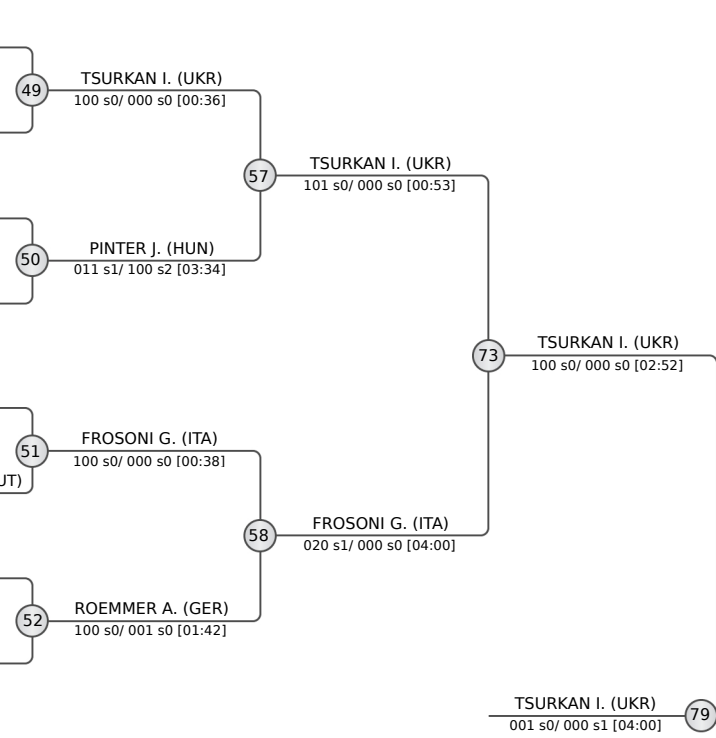 49
TSURKAN I. (UKR)
100 s0/ 000 s0 [00:36]
57
TSURKAN I. (UKR)
101 s0/ 000 s0 [00:53]
50
PINTER J. (HUN)
011 s1/ 100 s2 [03:34]
73
TSURKAN I. (UKR)
100 s0/ 000 s0 [02:52]
51
FROSONI G. (ITA)
100 s0/ 000 s0 [00:38]
UT)
58
FROSONI G. (ITA)
020 s1/ 000 s0 [04:00]
52
ROEMMER A. (GER)
100 s0/ 001 s0 [01:42]
TSURKAN I. (UKR)
001 s0/ 000 s1 [04:00]
79